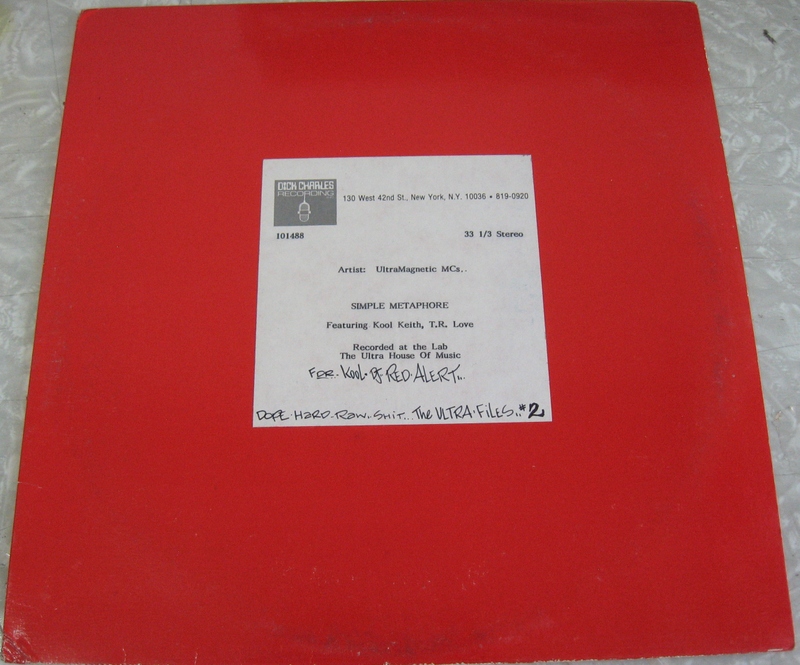 DICK CHARLES
RECORDING
130 West 42nd St., New York, N.Y. 10036 • 819-0920
101488
33 1/3 Stereo
Artist: UltraMagnetic MCs..
SIMPLE METAPHORE
Featuring Kool Keith, T.R. Love
Recorded at the Lab
The Ultra House Of Music
FOR. KOOL. DJ. RED. ALERT...
DOPE. HARD. RAW. SHIT... The ULTRA. FILES..#2